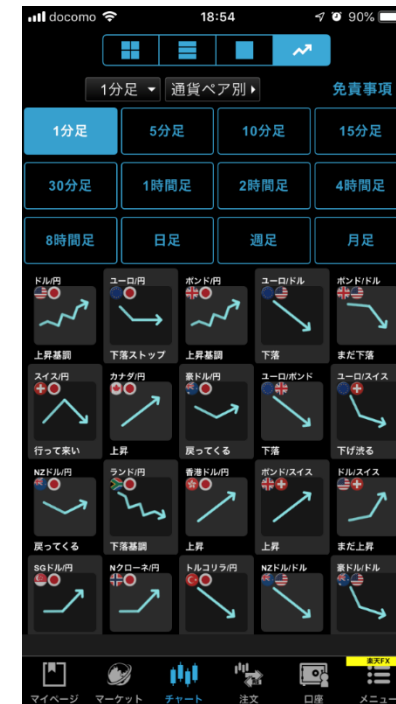 docomo 18:54 90%
1分足 通貨ペア別 免責事項
1分足 5分足 10分足 15分足
30分足 1時間足 2時間足 4時間足
8時間足 日足 週足 月足
ドル/円 ユーロ/円 ポンド/円 ユーロ/ドル ポンド/ドル
上昇基調 下落ストップ 上昇基調 下落 まだ下落
スイス/円 カナダ/円 豪ドル/円 ユーロ/ポンド ユーロ/スイス
行って来い 上昇 戻ってくる 下落 下げ渋る
NZドル/円 ランド/円 香港ドル/円 ポンド/スイス ドル/スイス
戻ってくる 下落基調 上昇 上昇 まだ上昇
SGドル/円 Nクローネ/円 トルコリラ/円 NZドル/ドル 豪ドル/ドル
楽天FX
マイページ マーケット チャート 注文 口座 メニュー